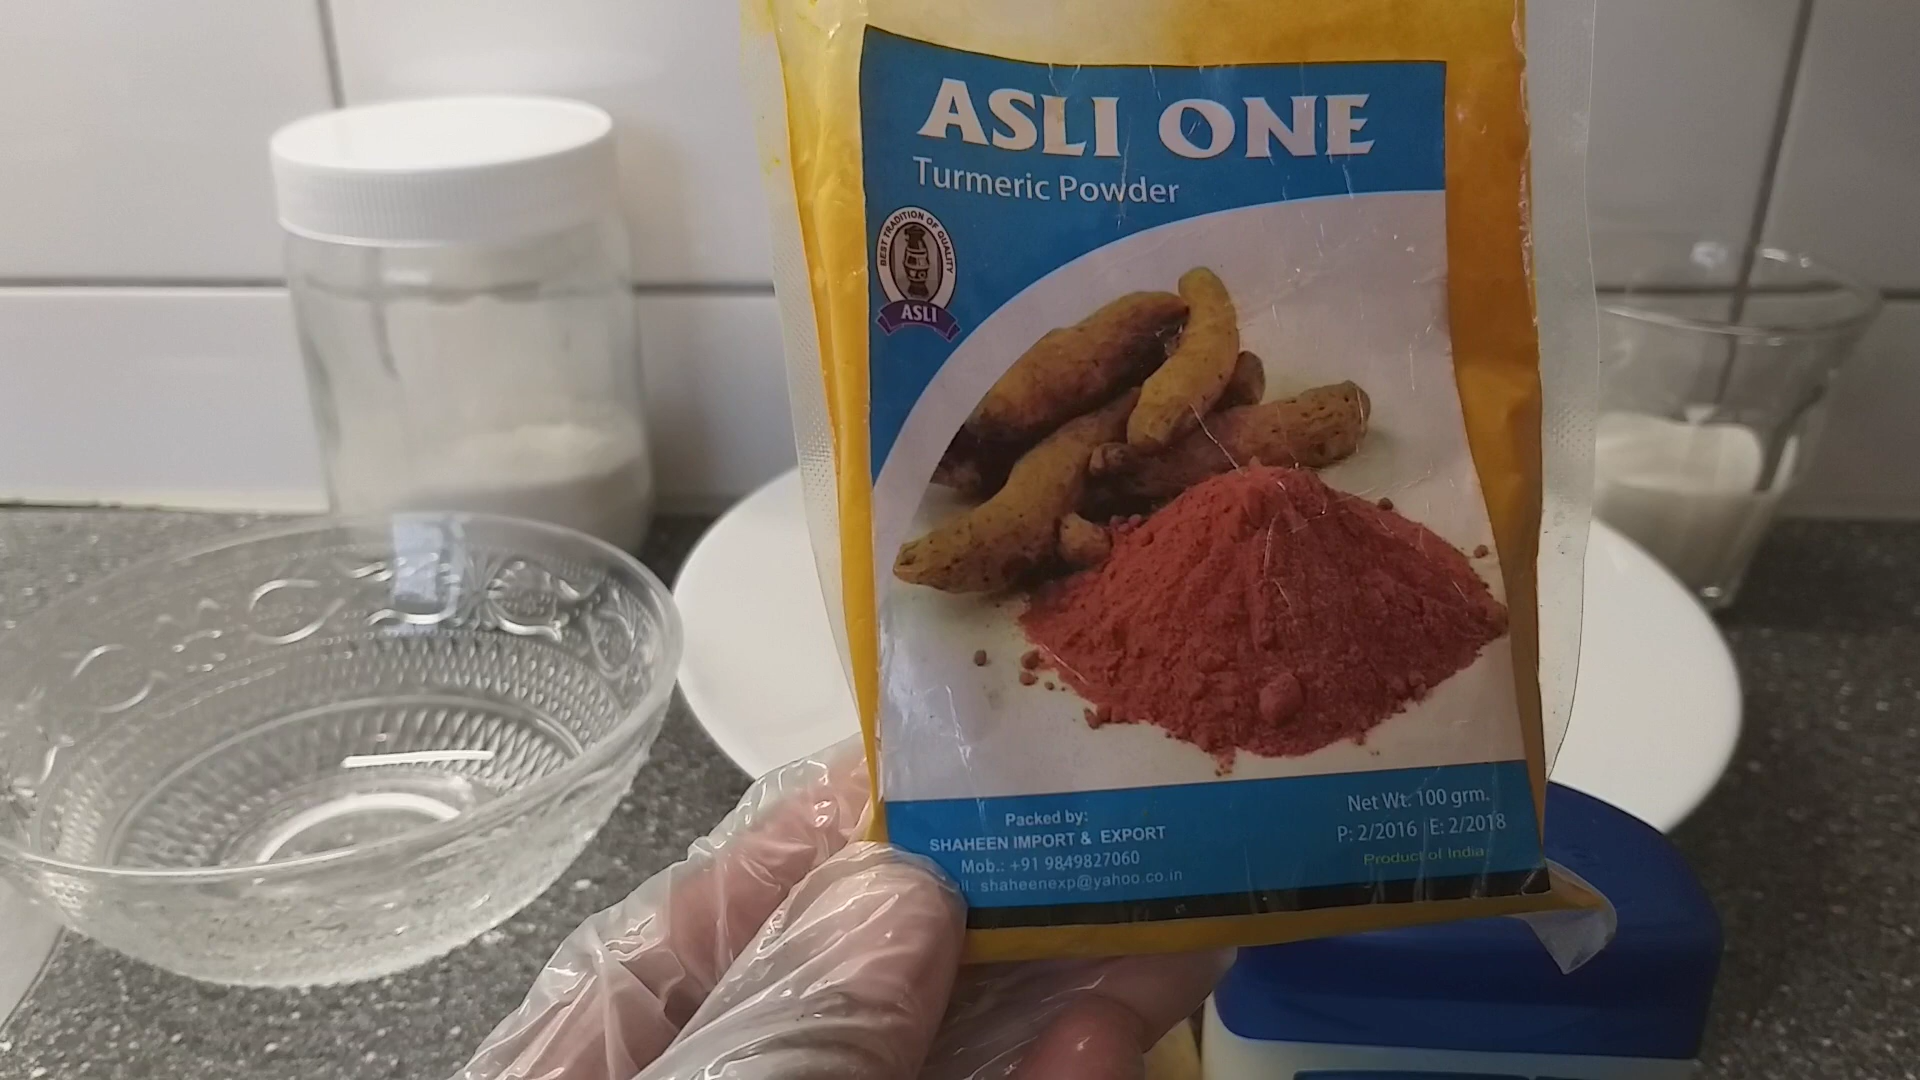 ASLI ONE
Turmeric Powder
BEST TRADITION OF QUALITY
ASLI
Packed by:
SHAHEEN IMPORT & EXPORT
Mob.: +91 9849827060
shaheenexp@yahoo.co.in
Net Wt. 100 grm.
P: 2/2016 E: 2/2018
Product of India